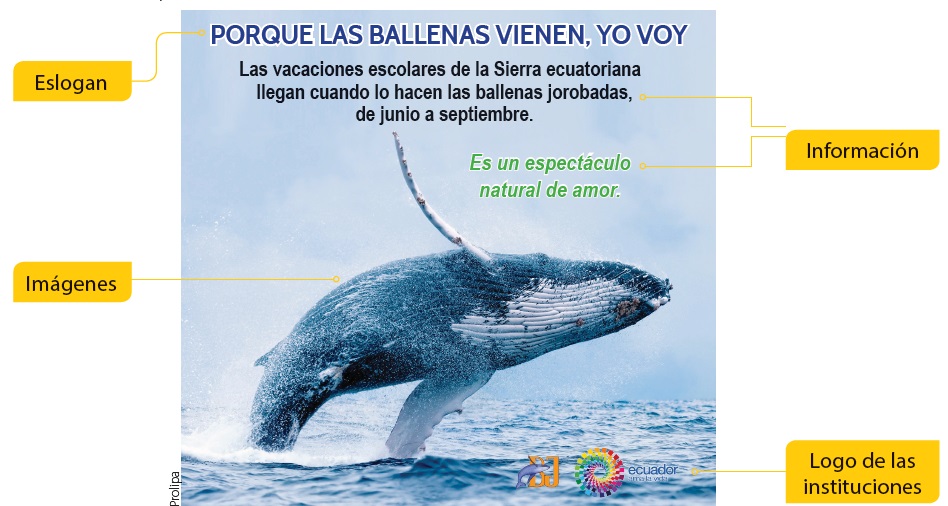 PORQUE LAS BALLENAS VIENEN, YO VOY
Las vacaciones escolares de la Sierra ecuatoriana
llegan cuando lo hacen las ballenas jorobadas,
de junio a septiembre.
Es un espectáculo
natural de amor.
Eslogan
Información
Imágenes
Logo de las
instituciones
ecuador
Prolipa